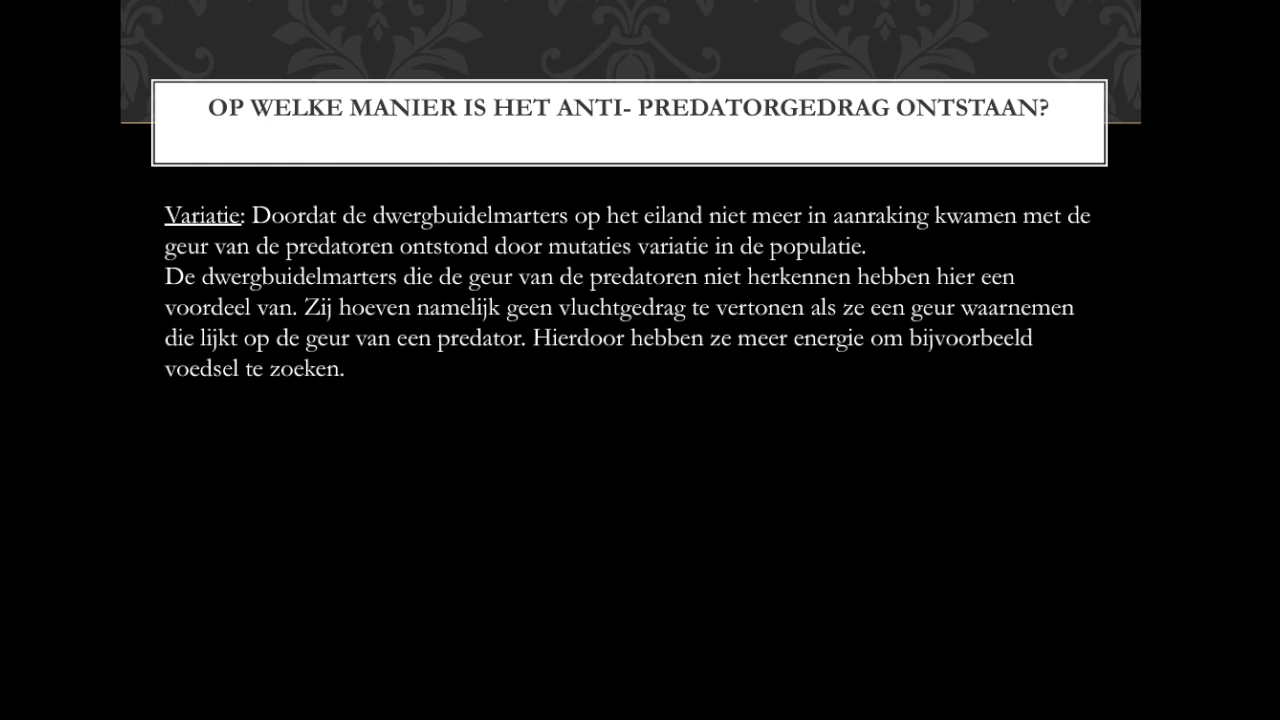 OP WELKE MANIER IS HET ANTI- PREDATORGEDRAG ONTSTAAN?
Variatie: Doordat de dwergbuidelmarters op het eiland niet meer in aanraking kwamen met de
geur van de predatoren ontstond door mutaties variatie in de populatie.
De dwergbuidelmarters die de geur van de predatoren niet herkennen hebben hier een
voordeel van. Zij hoeven namelijk geen vluchtgedrag te vertonen als ze een geur waarnemen
die lijkt op de geur van een predator. Hierdoor hebben ze meer energie om bijvoorbeeld
voedsel te zoeken.